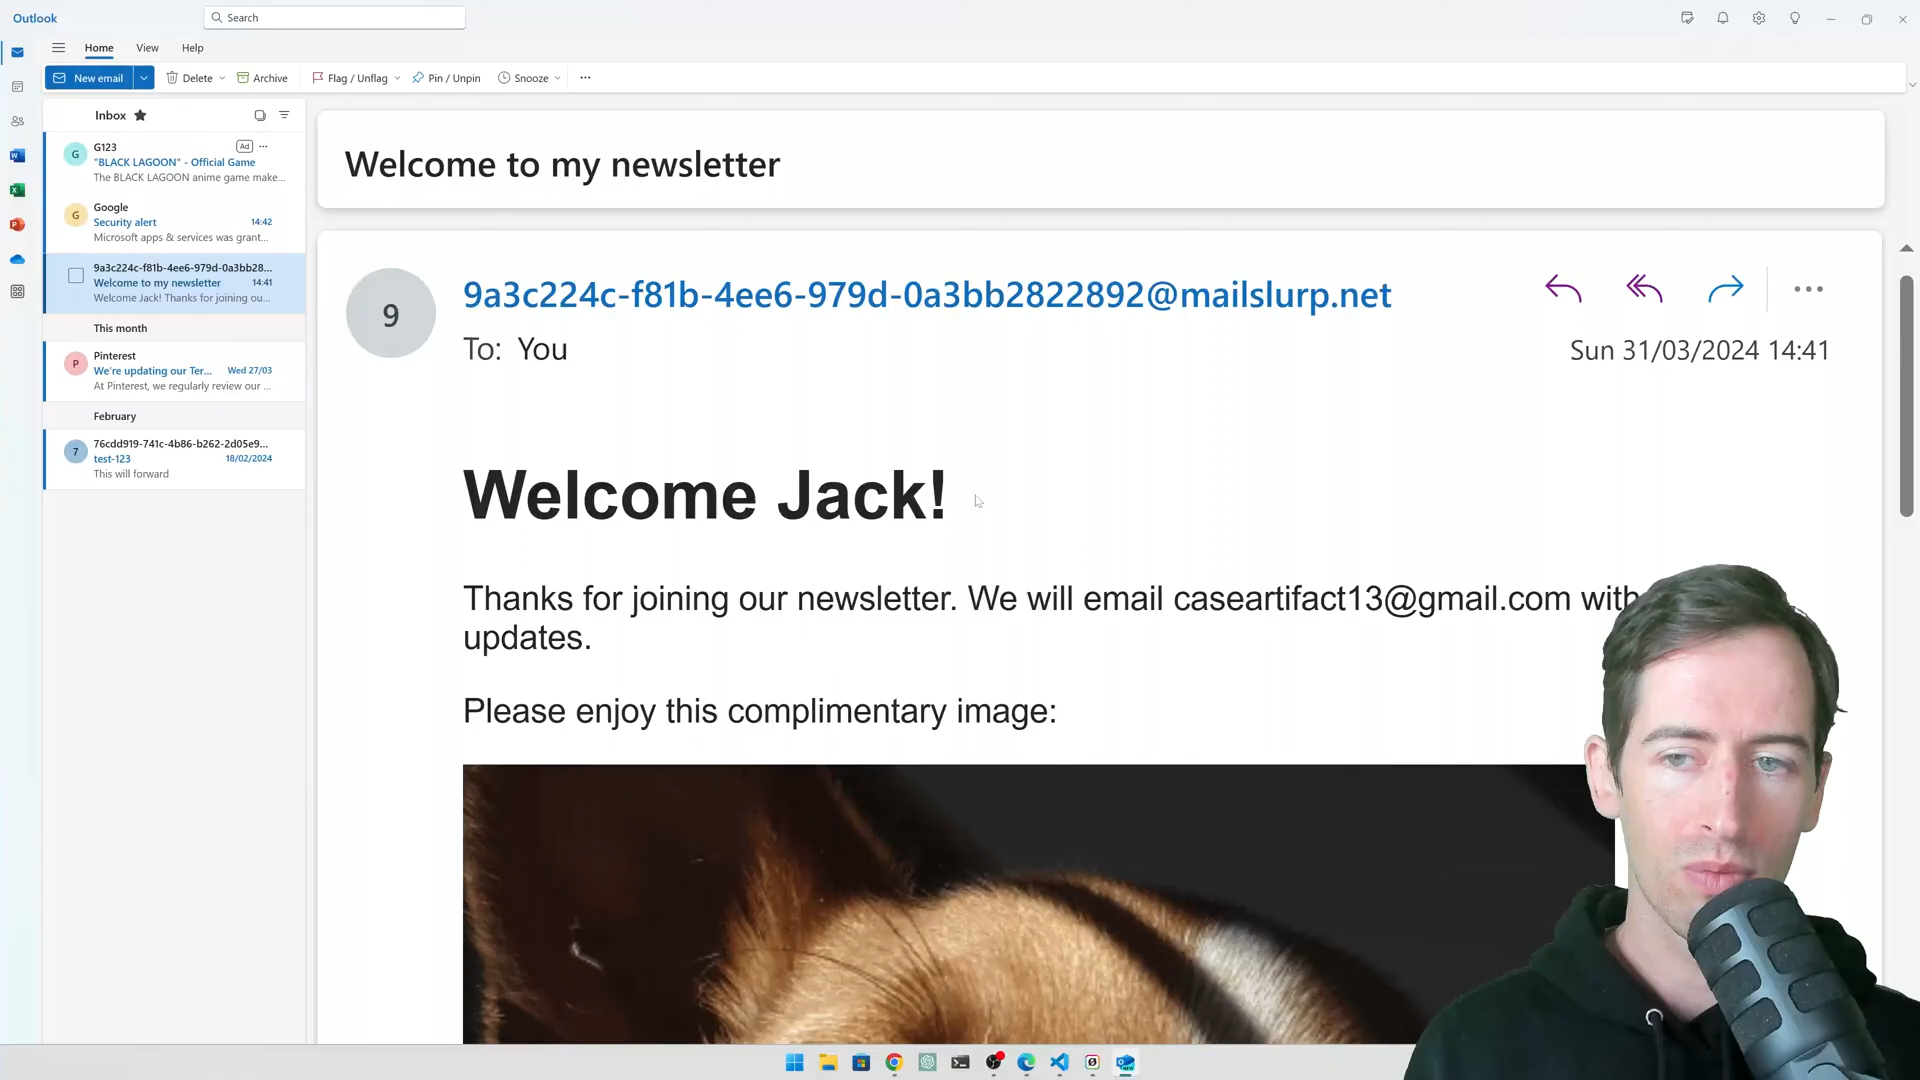 Outlook
Search
Home View Help
New email Delete Archive Flag / Unflag Pin / Unpin Snooze ...
Inbox
G G123 Ad ...
"BLACK LAGOON" - Official Game
The BLACK LAGOON anime game make...
G Google
Security alert 14:42
Microsoft apps & services was grant...
9a3c224c-f81b-4ee6-979d-0a3bb28...
Welcome to my newsletter 14:41
Welcome Jack! Thanks for joining ou...
This month
P Pinterest
We're updating our Ter... Wed 27/03
At Pinterest, we regularly review our ...
February
7 76cdd919-741c-4b86-b262-2d05e9...
test-123 18/02/2024
This will forward
Welcome to my newsletter
9
9a3c224c-f81b-4ee6-979d-0a3bb2822892@mailslurp.net
To: You
Sun 31/03/2024 14:41
Welcome Jack!
Thanks for joining our newsletter. We will email caseartifact13@gmail.com with
updates.
Please enjoy this complimentary image: